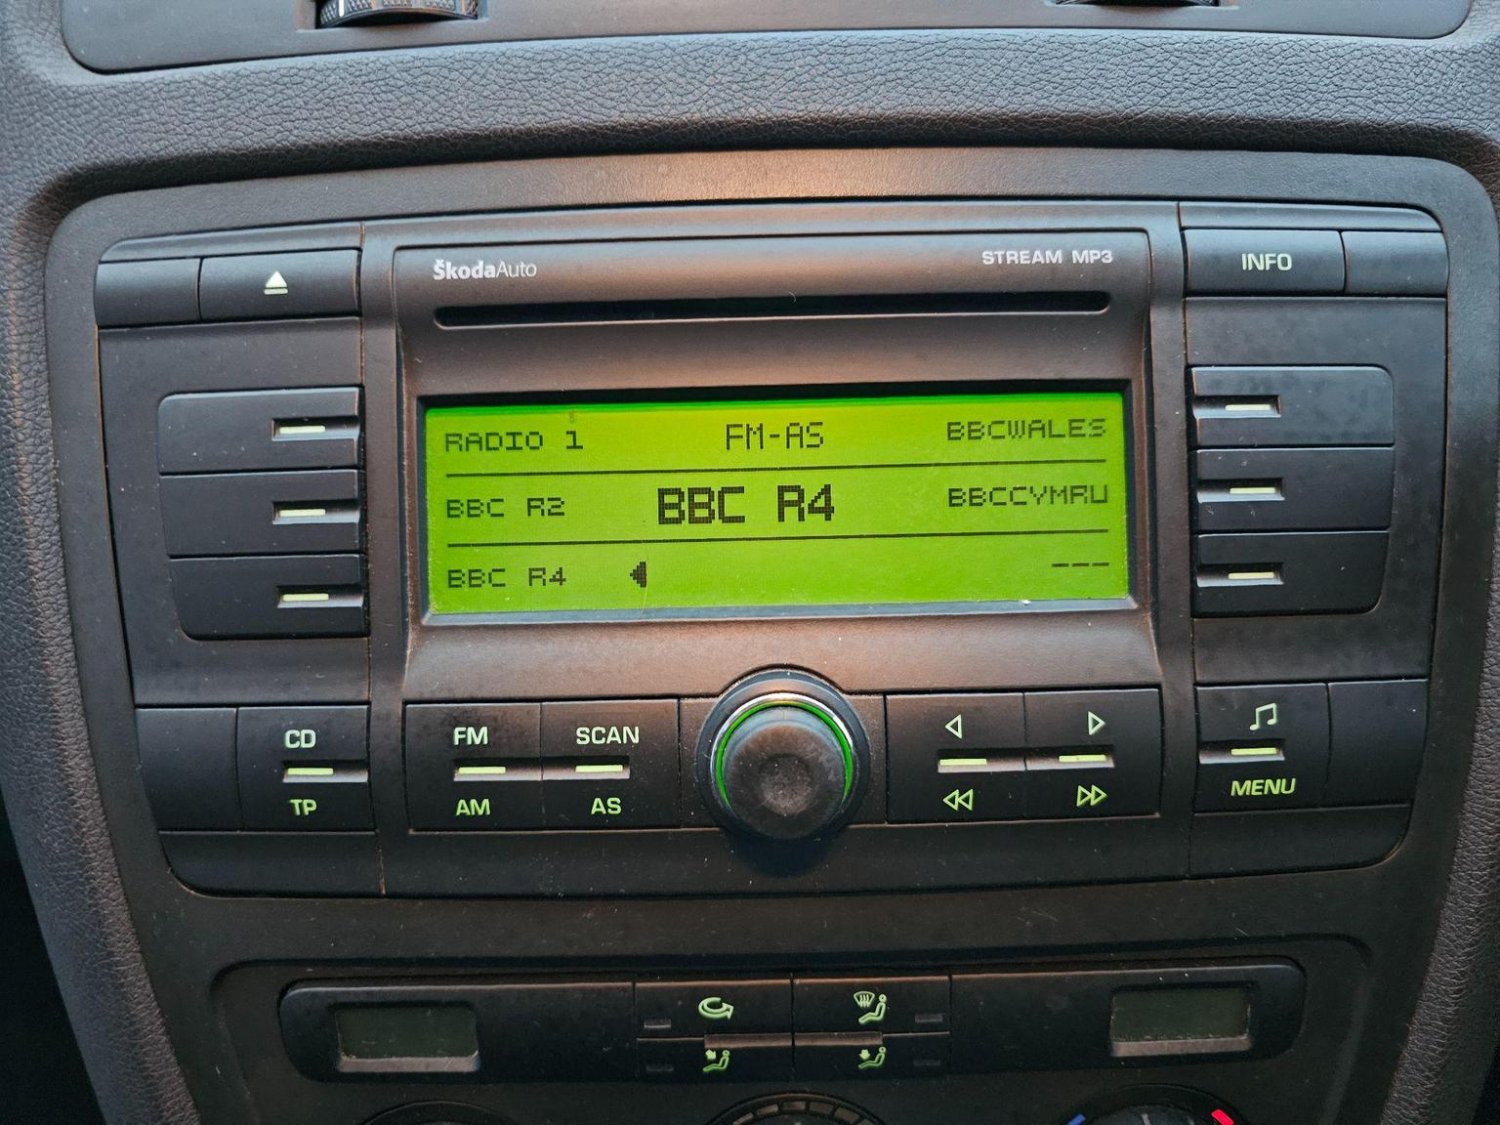 ŠkodaAuto STREAM MP3 INFO
RADIO 1 FM-AS BBCWALES
BBC R2 BBC R4 BBCCYMRU
BBC R4 ---
CD FM SCAN
TP AM AS MENU